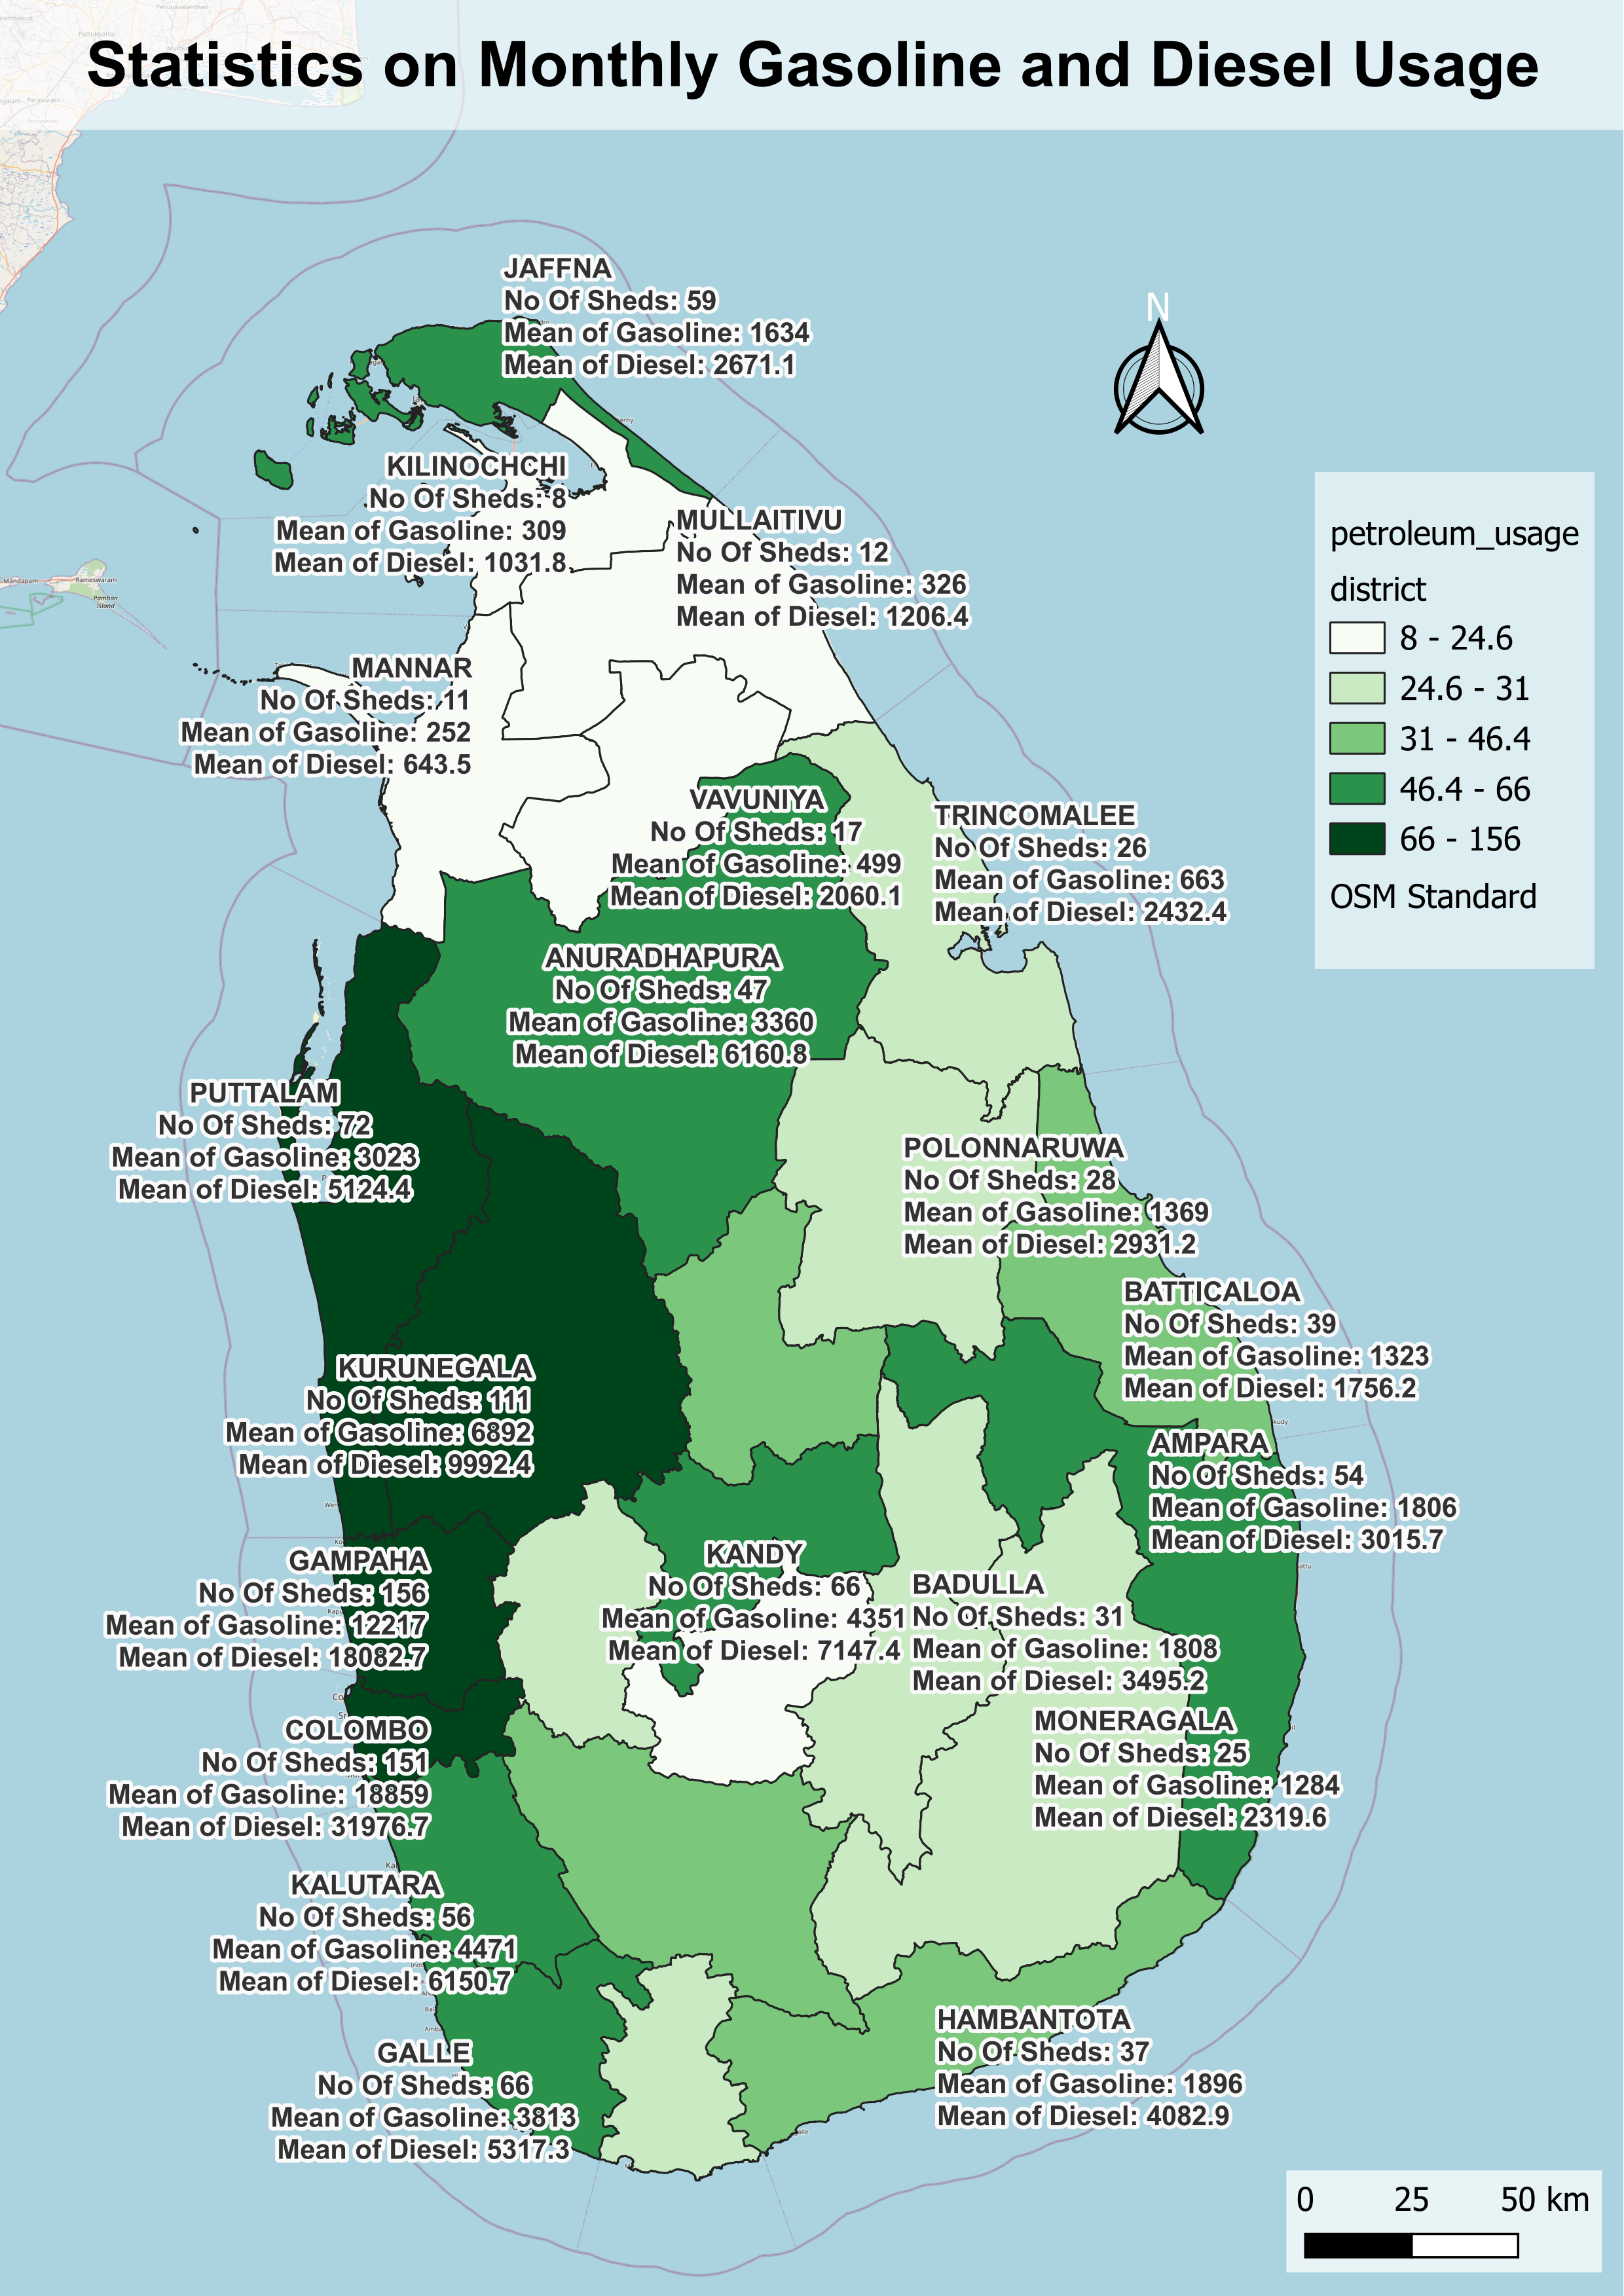 Statistics on Monthly Gasoline and Diesel Usage
JAFFNA
No Of Sheds: 59
Mean of Gasoline: 1634
Mean of Diesel: 2671.1
N
KILINOCHCHI
No Of Sheds: 8
Mean of Gasoline: 309
Mean of Diesel: 1031.8
MULLAITIVU
No Of Sheds: 12
Mean of Gasoline: 326
Mean of Diesel: 1206.4
petroleum_usage
district
8 - 24.6
24.6 - 31
31 - 46.4
46.4 - 66
66 - 156
OSM Standard
Mandapam
Rameswaram
Pamban
Island
MANNAR
No Of Sheds: 11
Mean of Gasoline: 252
Mean of Diesel: 643.5
VAVUNIYA
No Of Sheds: 17
Mean of Gasoline: 499
Mean of Diesel: 2060.1
TRINCOMALEE
No Of Sheds: 26
Mean of Gasoline: 663
Mean of Diesel: 2432.4
ANURADHAPURA
No Of Sheds: 47
Mean of Gasoline: 3360
Mean of Diesel: 6160.8
PUTTALAM
No Of Sheds: 72
Mean of Gasoline: 3023
Mean of Diesel: 5124.4
POLONNARUWA
No Of Sheds: 28
Mean of Gasoline: 1369
Mean of Diesel: 2931.2
BATTICALOA
No Of Sheds: 39
Mean of Gasoline: 1323
Mean of Diesel: 1756.2
KURUNEGALA
No Of Sheds: 111
Mean of Gasoline: 6892
Mean of Diesel: 9992.4
AMPARA
No Of Sheds: 54
Mean of Gasoline: 1806
Mean of Diesel: 3015.7
GAMPAHA
No Of Sheds: 156
Mean of Gasoline: 12217
Mean of Diesel: 18082.7
KANDY
No Of Sheds: 66
Mean of Gasoline: 4351
Mean of Diesel: 7147.4
BADULLA
No Of Sheds: 31
Mean of Gasoline: 1808
Mean of Diesel: 3495.2
COLOMBO
No Of Sheds: 151
Mean of Gasoline: 18859
Mean of Diesel: 31976.7
MONERAGALA
No Of Sheds: 25
Mean of Gasoline: 1284
Mean of Diesel: 2319.6
KALUTARA
No Of Sheds: 56
Mean of Gasoline: 4471
Mean of Diesel: 6150.7
GALLE
No Of Sheds: 66
Mean of Gasoline: 3813
Mean of Diesel: 5317.3
HAMBANTOTA
No Of Sheds: 37
Mean of Gasoline: 1896
Mean of Diesel: 4082.9
0 25 50 km